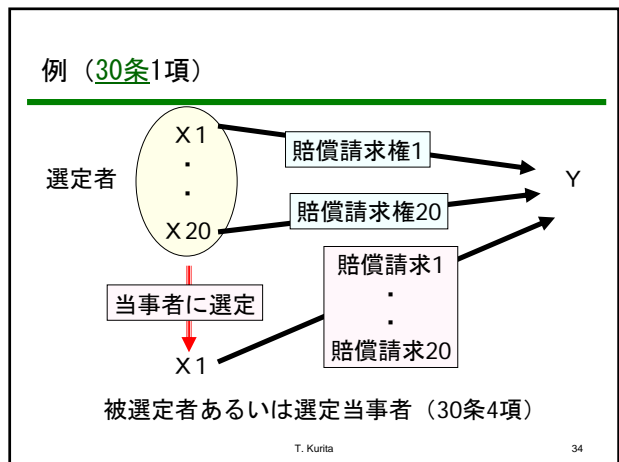 例（30条1項）
X1
・
・
X20
選定者
賠償請求権1
賠償請求権20
Y
賠償請求1
・
・
賠償請求20
当事者に選定
X1
被選定者あるいは選定当事者（30条4項）
T. Kurita
34